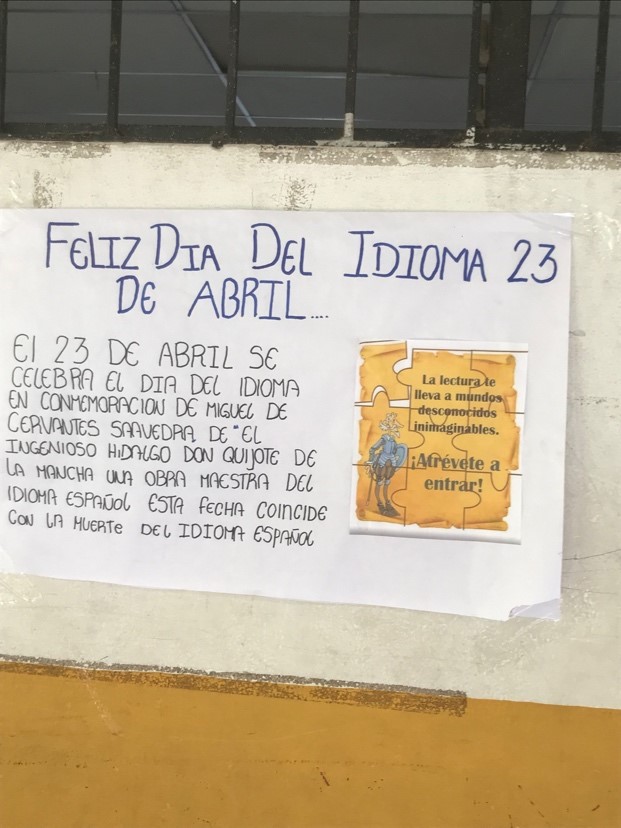 FELIZ DIA DEL IDIOMA 23
DE ABRIL....
El 23 DE ABRIL SE
CELEBRA EL DIA DEL IDIOMA
EN CONMEMORACION DE MIGUEL DE
CERVANTES SAAVEDRA DE "EL
INGENIOSO HIDALGO DON QUIJOTE DE
LA MANCHA UNA OBRA MAESTRA DEL
IDIOMA ESPAÑOL ESTA FECHA COINCIDE
CON LA MUERTE DEL IDIOMA ESPAÑOL
La lectura te
lleva a mundos
desconocidos
inimaginables.
¡Atrévete a
entrar!